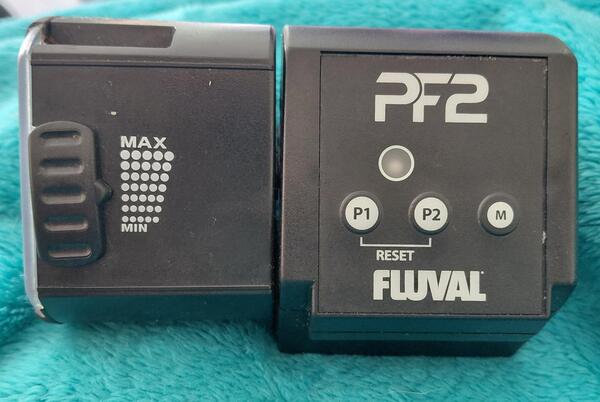 MAX
MIN
PF2
P1 P2 M
RESET
FLUVAL